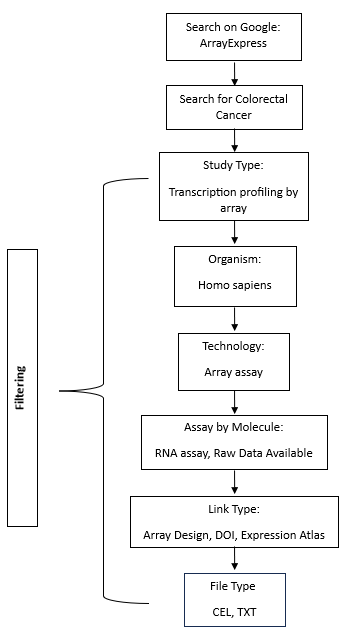 Search on Google:
ArrayExpress
Search for Colorectal
Cancer
Study Type:
Transcription profiling by
array
Organism:
Homo sapiens
Technology:
Array assay
Filtering
Assay by Molecule:
RNA assay, Raw Data Available
Link Type:
Array Design, DOI, Expression Atlas
File Type
CEL, TXT